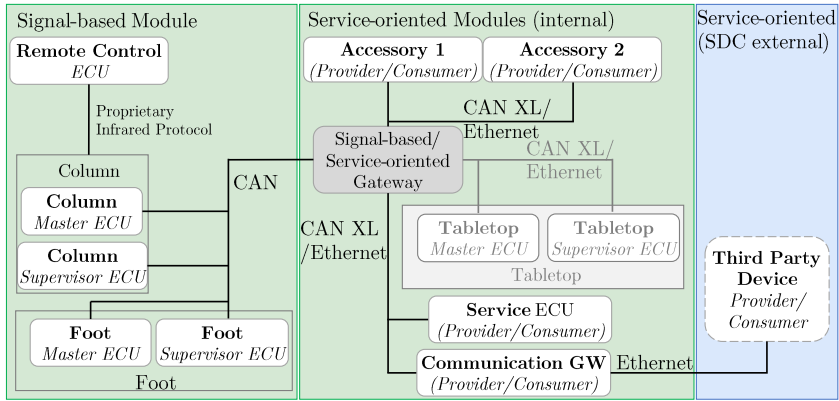 Signal-based Module
Remote Control
ECU
Proprietary
Infrared Protocol
Column
Column
Master ECU
Column
Supervisor ECU
CAN
Foot
Master ECU
Foot
Supervisor ECU
Foot
Service-oriented Modules (internal)
Accessory 1
(Provider/Consumer)
Accessory 2
(Provider/Consumer)
CAN XL/
Ethernet
Signal-based/
Service-oriented
Gateway
CAN XL/
Ethernet
CAN XL
/Ethernet
Tabletop
Master ECU
Tabletop
Supervisor ECU
Tabletop
Service ECU
(Provider/Consumer)
Communication GW
(Provider/Consumer)
Ethernet
Service-oriented
(SDC external)
Third Party
Device
Provider/
Consumer